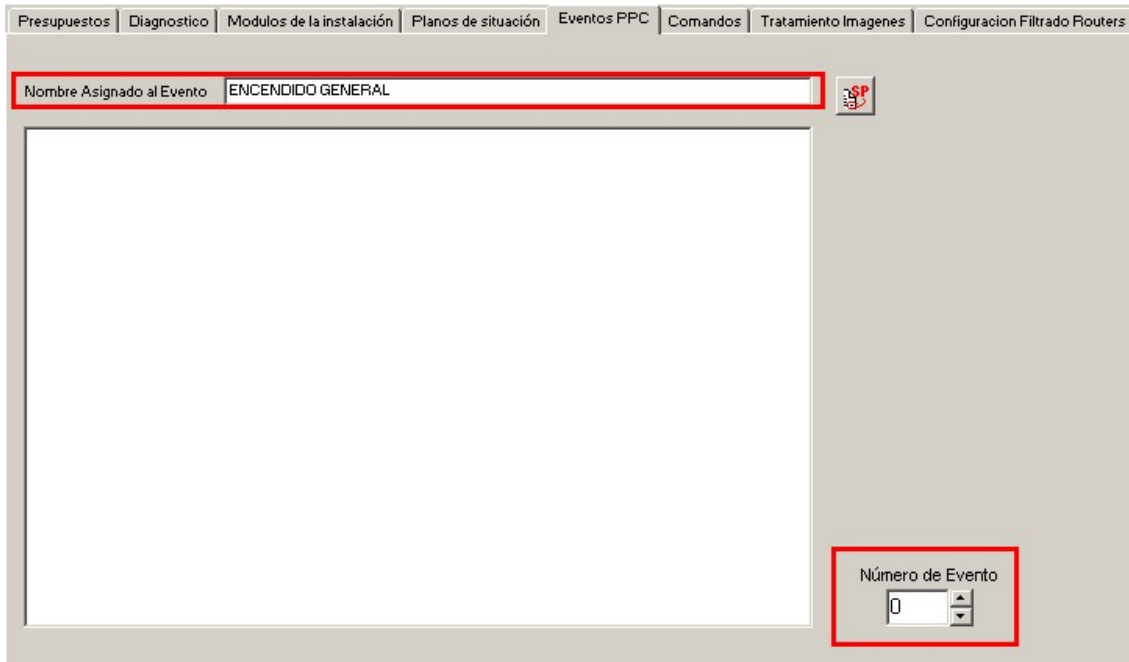 Presupuestos Diagnostico Modulos de la instalación Planos de situación Eventos PPC Comandos Tratamiento Imagenes Configuracion Filtrado Routers
Nombre Asignado al Evento ENCENDIDO GENERAL
SP
Número de Evento
0